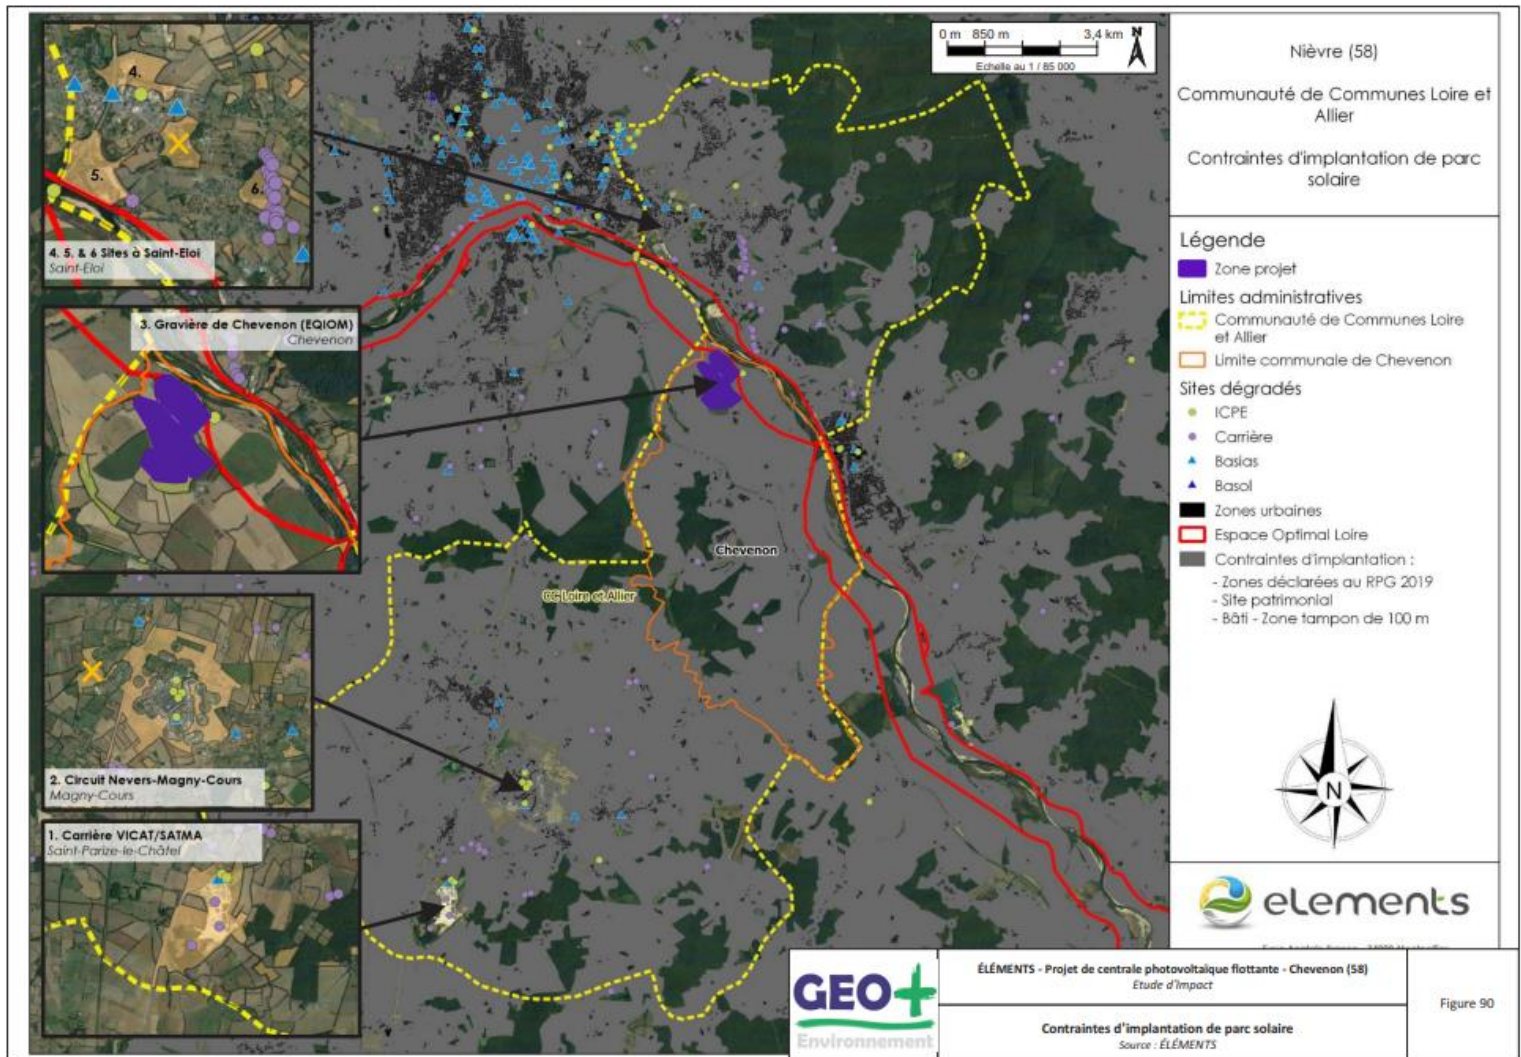 4.
5.
6.
4. 5, & 6 Sites à Saint-Eloi
Saint-Eloi
3. Gravière de Chevenon (EQIOM)
Chevenon
2. Circuit Nevers-Magny-Cours
Magny-Cours
1. Carrière VICAT/SATMA
Saint-Parize-le-Châtel
0 m 850 m 3,4 km
N
Echelle au 1 / 85 000
Chevenon
CC Loire et Allier
Nièvre (58)
Communauté de Communes Loire et
Allier
Contraintes d'implantation de parc
solaire
Légende
Zone projet
Limites administratives
Communauté de Communes Loire
et Allier
Limite communale de Chevenon
Sites dégradés
ICPE
Carrière
Basias
Basol
Zones urbaines
Espace Optimal Loire
Contraintes d'implantation :
- Zones déclarées au RPG 2019
- Site patrimonial
- Bâti - Zone tampon de 100 m
N
eLements
GEO+
Environnement
ÉLÉMENTS - Projet de centrale photovoltaïque flottante - Chevenon (58)
Etude d'Impact
Contraintes d'implantation de parc solaire
Source : ÉLÉMENTS
Figure 90